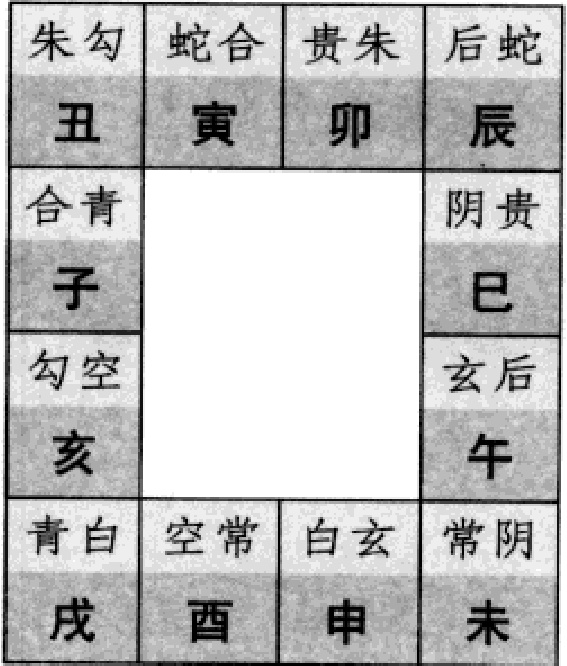 朱勾 蛇合 贵朱 后蛇
丑 寅 卯 辰
合青 阴贵
子 巳
勾空 玄后
亥 午
青白 空常 白玄 常阴
戌 酉 申 未